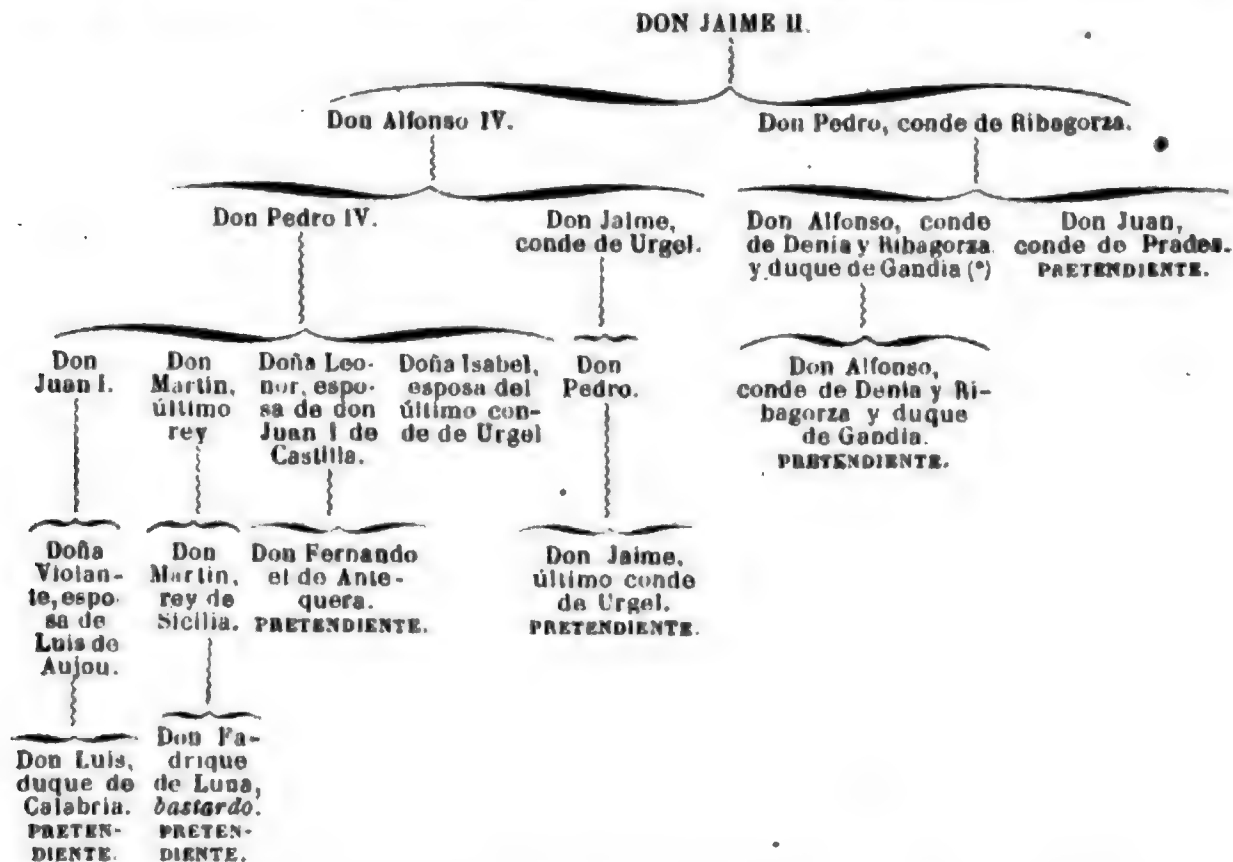 DON JAIME II.
Don Alfonso IV.
Don Pedro, conde de Ribagorza.
Don Pedro IV.
Don Jaime,
conde de Urgel.
Don Alfonso, conde
de Denia y Ribagorza
y duque de Gandia (*)
Don Juan,
conde de Prades.
PRETENDIENTE.
Don
Juan I.
Don
Martin,
último
rey
Doña Leo-
nor, espo-
sa de don
Juan I de
Castilla.
Doña Isabel,
esposa del
último con-
de de Urgel
Don
Pedro.
Don Alfonso,
conde de Denia y Ri-
bagorza y duque
de Gandia.
PRETENDIENTE.
Doña
Violan-
te, espo-
sa de
Luis de
Aujou.
Don
Martin,
rey de
Sicilia.
Don Fernando
el de Ante-
quera.
PRETENDIENTE.
Don Jaime,
último conde
de Urgel.
PRETENDIENTE.
Don Luis,
duque de
Calabria.
PRETEN-
DIENTE.
Don Fa-
drique
de Luna,
bastardo.
PRETEN-
DIENTE.